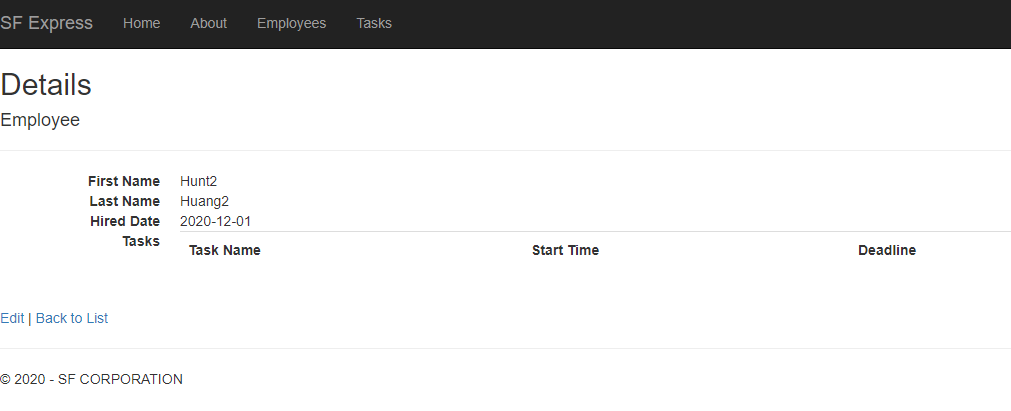 SF Express Home About Employees Tasks
Details
Employee
First Name Hunt2
Last Name Huang2
Hired Date 2020-12-01
Tasks
Task Name Start Time Deadline
Edit | Back to List
© 2020 - SF CORPORATION